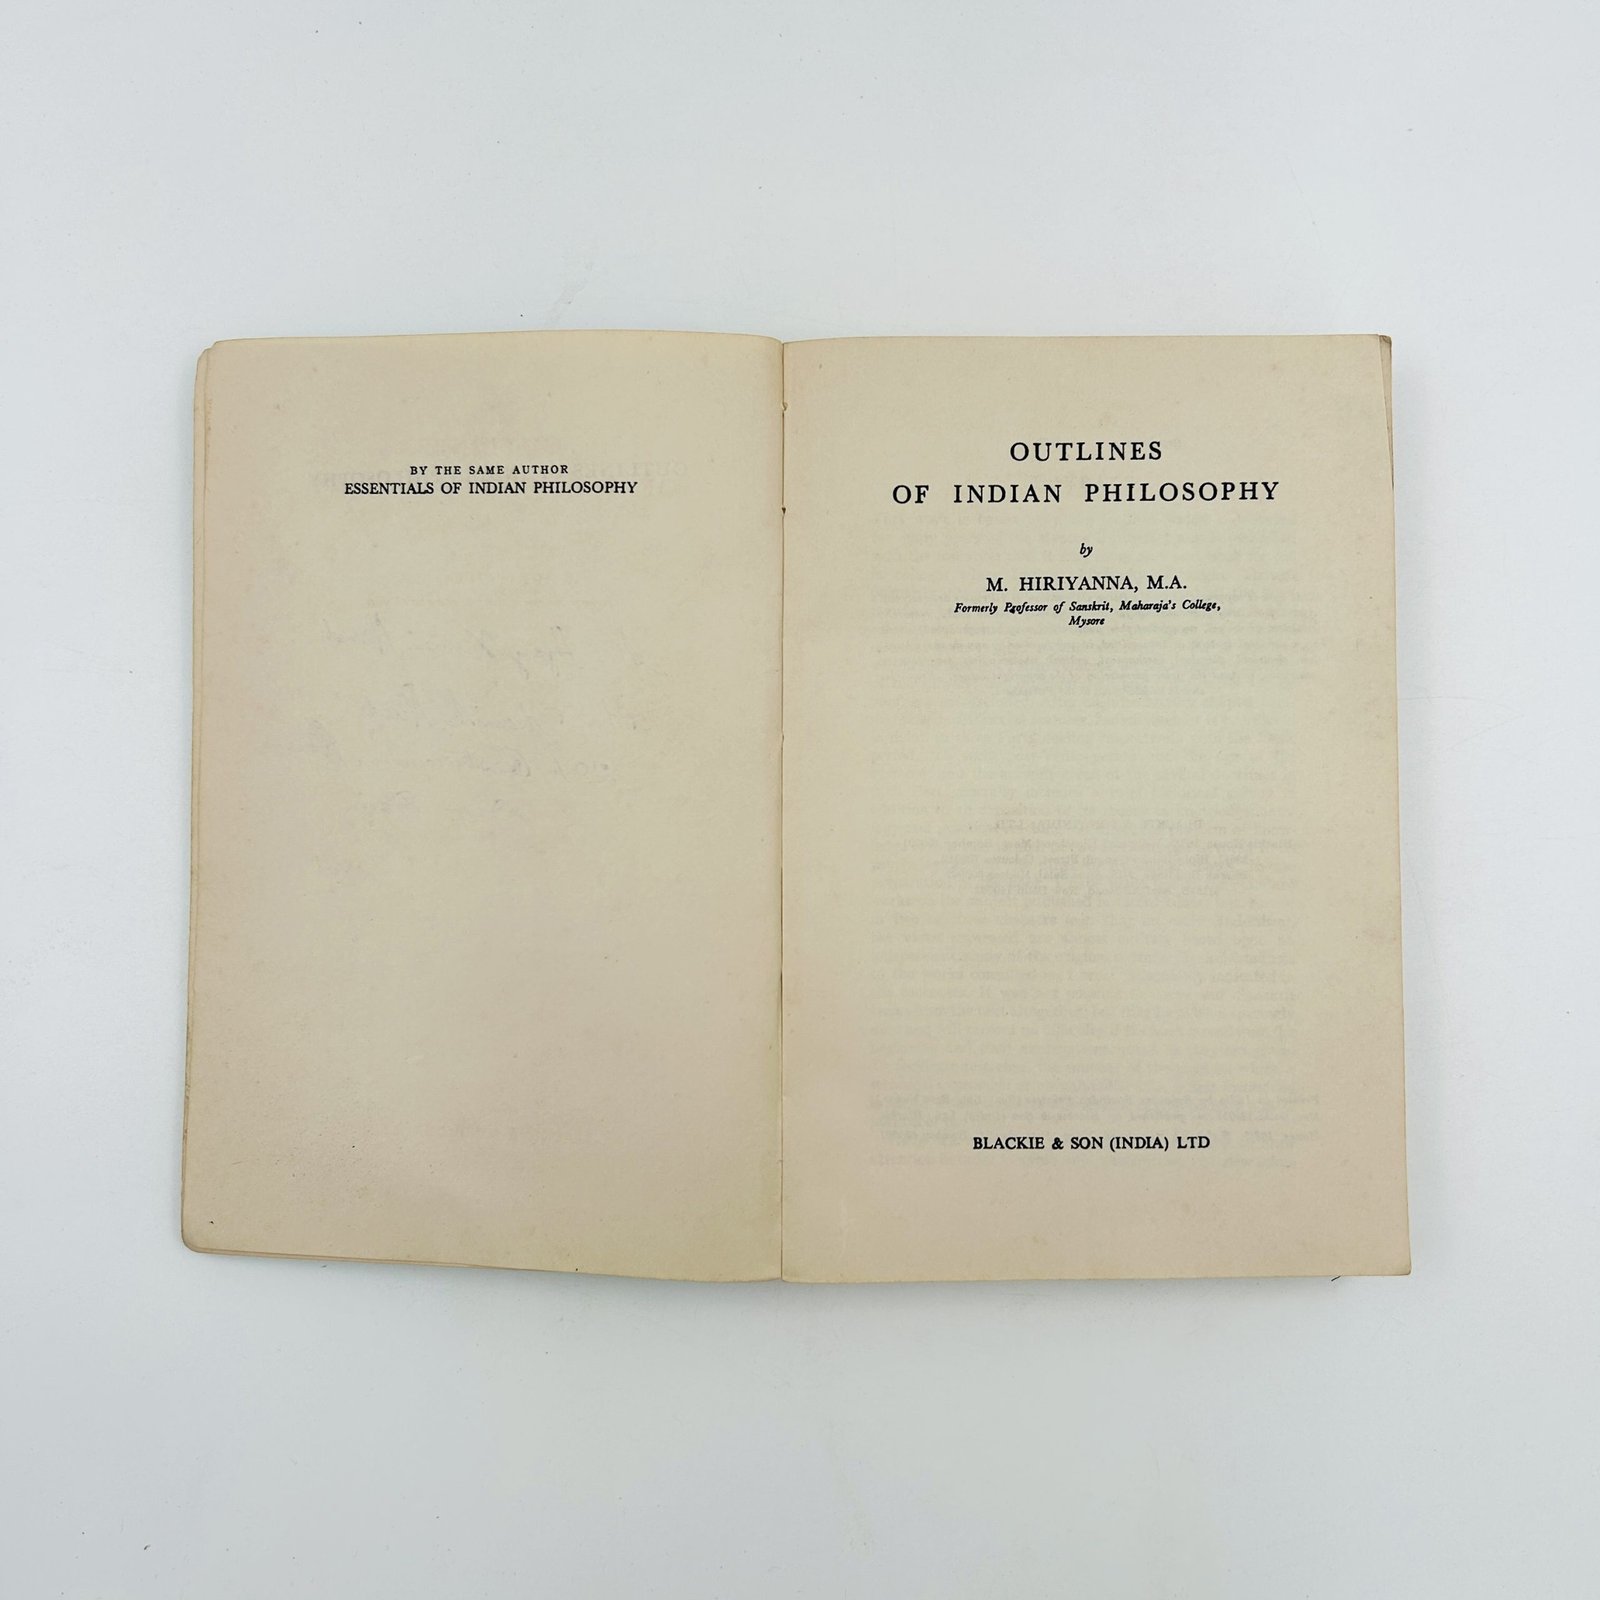 BY THE SAME AUTHOR
ESSENTIALS OF INDIAN PHILOSOPHY
OUTLINES
OF INDIAN PHILOSOPHY
by
M. HIRIYANNA, M.A.
Formerly Professor of Sanskrit, Maharaja's College,
Mysore
BLACKIE & SON (INDIA) LTD